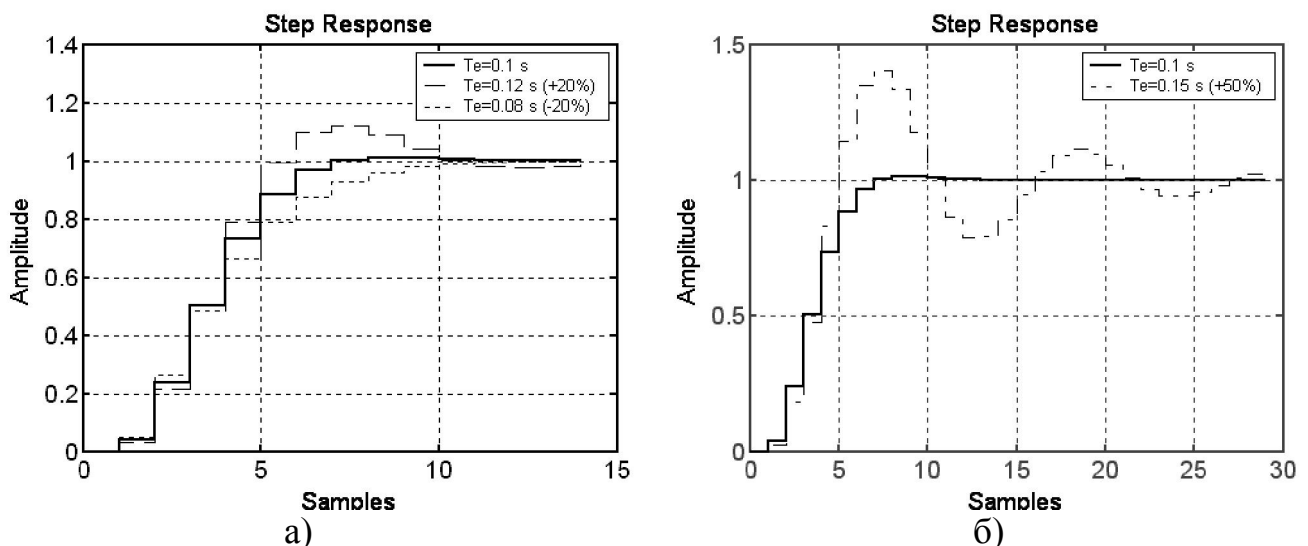 Step Response
1.4
1.2
1
0.8
0.6
0.4
0.2
0
Amplitude
Te=0.1 s
Te=0.12 s (+20%)
Te=0.08 s (-20%)
0 5 10 15
Samples
а)
Step Response
1.5
1
0.5
0
Amplitude
Te=0.1 s
Te=0.15 s (+50%)
0 5 10 15 20 25 30
Samples
б)